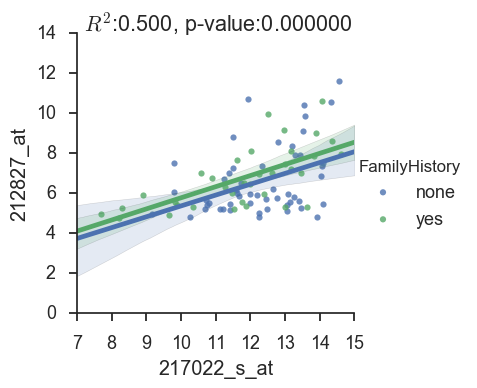 R²:0.500, p-value:0.000000
14
12
10
8
6
4
2
0
212827_at
7 8 9 10 11 12 13 14 15
217022_s_at
FamilyHistory
none
yes